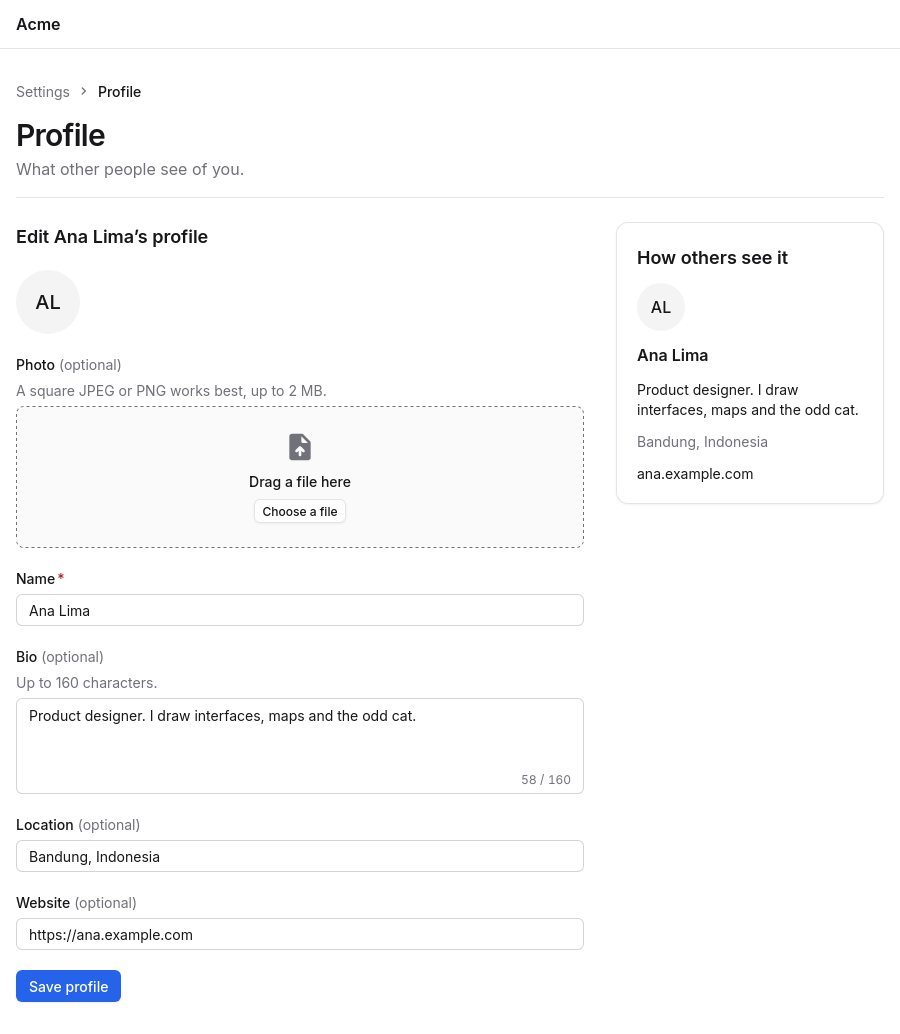 Acme
Settings > Profile
Profile
What other people see of you.
Edit Ana Lima’s profile
AL
Photo (optional)
A square JPEG or PNG works best, up to 2 MB.
Drag a file here
Choose a file
Name*
Ana Lima
Bio (optional)
Up to 160 characters.
Product designer. I draw interfaces, maps and the odd cat.
58 / 160
Location (optional)
Bandung, Indonesia
Website (optional)
https://ana.example.com
Save profile
How others see it
AL
Ana Lima
Product designer. I draw
interfaces, maps and the odd cat.
Bandung, Indonesia
ana.example.com